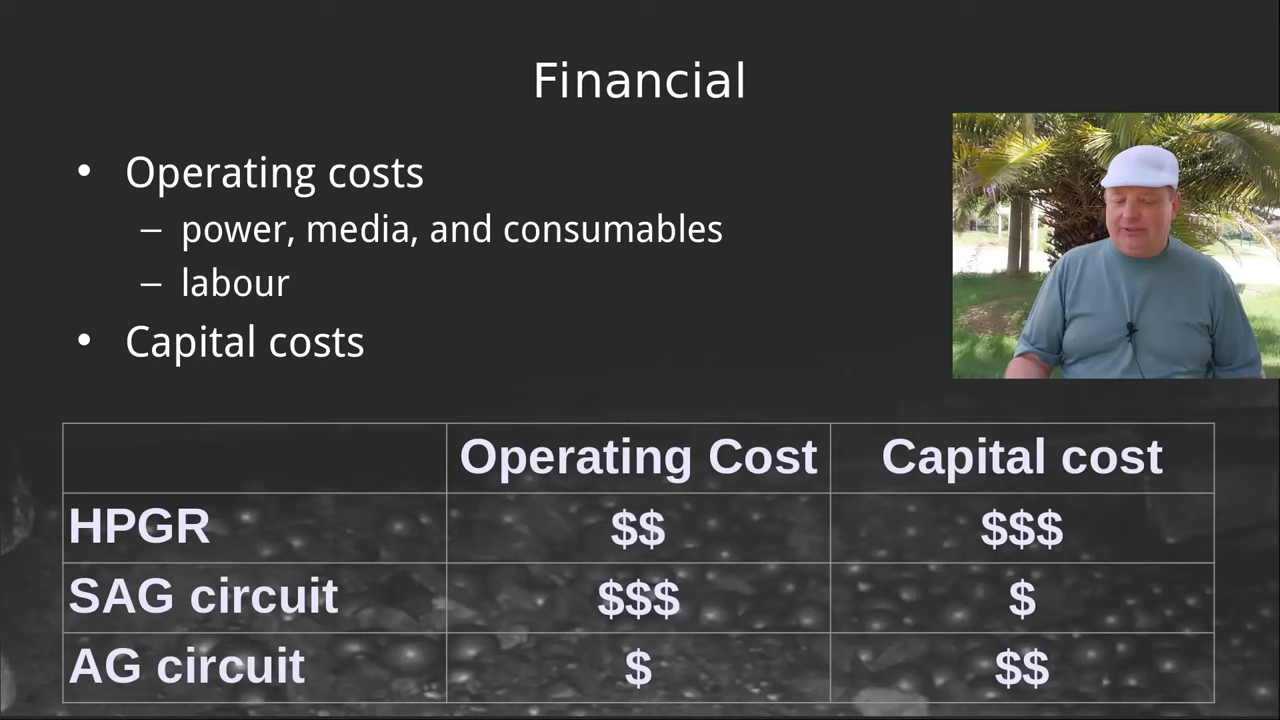 Financial
• Operating costs
– power, media, and consumables
– labour
• Capital costs
Operating Cost Capital cost
HPGR $$ $$$
SAG circuit $$$ $
AG circuit $ $$